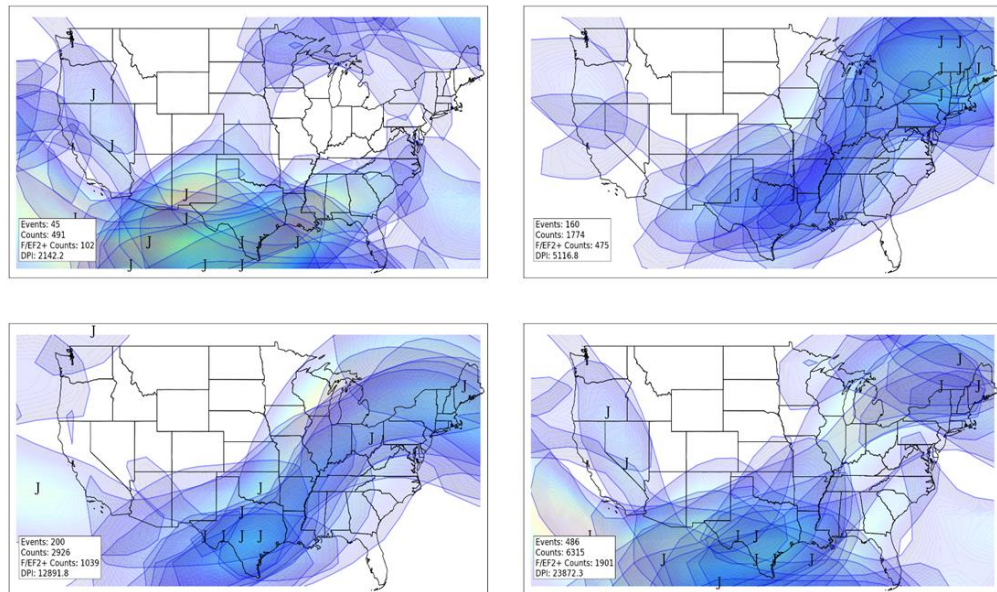 J
J
J
J
J
J
J
J
J
J
J
Events: 45
Counts: 491
F/EF2+ Counts: 102
DPI: 2142.2
J J
J J J
J J
J J J J
Events: 160
Counts: 1774
F/EF2+ Counts: 475
DPI: 5116.8
J
J
J
J
J
J
J J J J
Events: 200
Counts: 2926
F/EF2+ Counts: 1039
DPI: 12891.8
J
J J
J
J
J
J J J
J J
J
Events: 486
Counts: 6315
F/EF2+ Counts: 1901
DPI: 23872.3